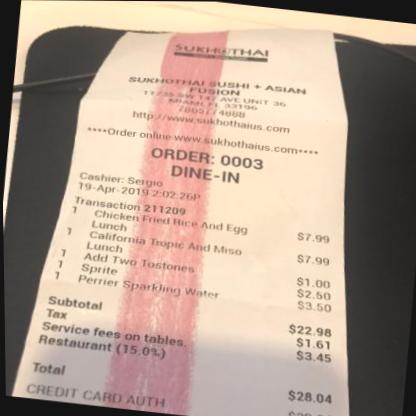 SUKHOTHAI
SUKHOTHAI SUSHI + ASIAN
FUSION
11735 SW 147 AVE UNIT 36
MIAMI, FL 33196
http://www.sukhothaius.com
****Order online www.sukhothaius.com****
ORDER: 0003
DINE-IN
Cashier: Sergio
19-Apr-2019 2:02:26P
Transaction 211209
1 Chicken Fried Rice And Egg Lunch $7.99
1 California Tropic And Miso Lunch $7.99
1 Add Two Tostones $1.00
1 Sprite $2.50
1 Perrier Sparkling Water $3.50
Subtotal $22.98
Tax $1.61
Service fees on tables, Restaurant (15.0%) $3.45
Total $28.04
CREDIT CARD AUTH